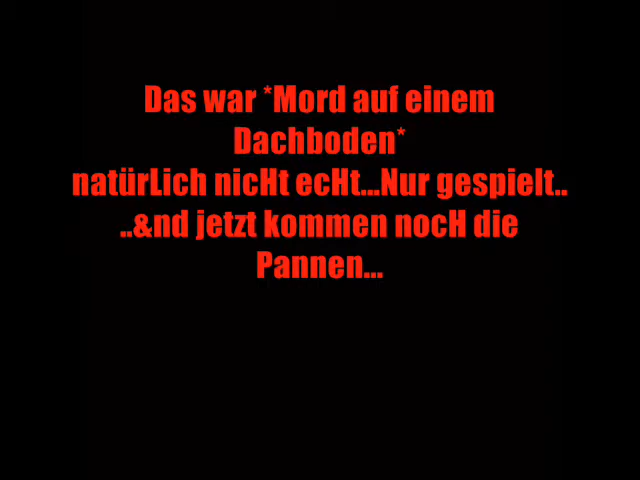 Das war *Mord auf einem
Dachboden*
natürLich nicHt ecHt...Nur gespielt..
..&nd jetzt kommen nocH die
Pannen...